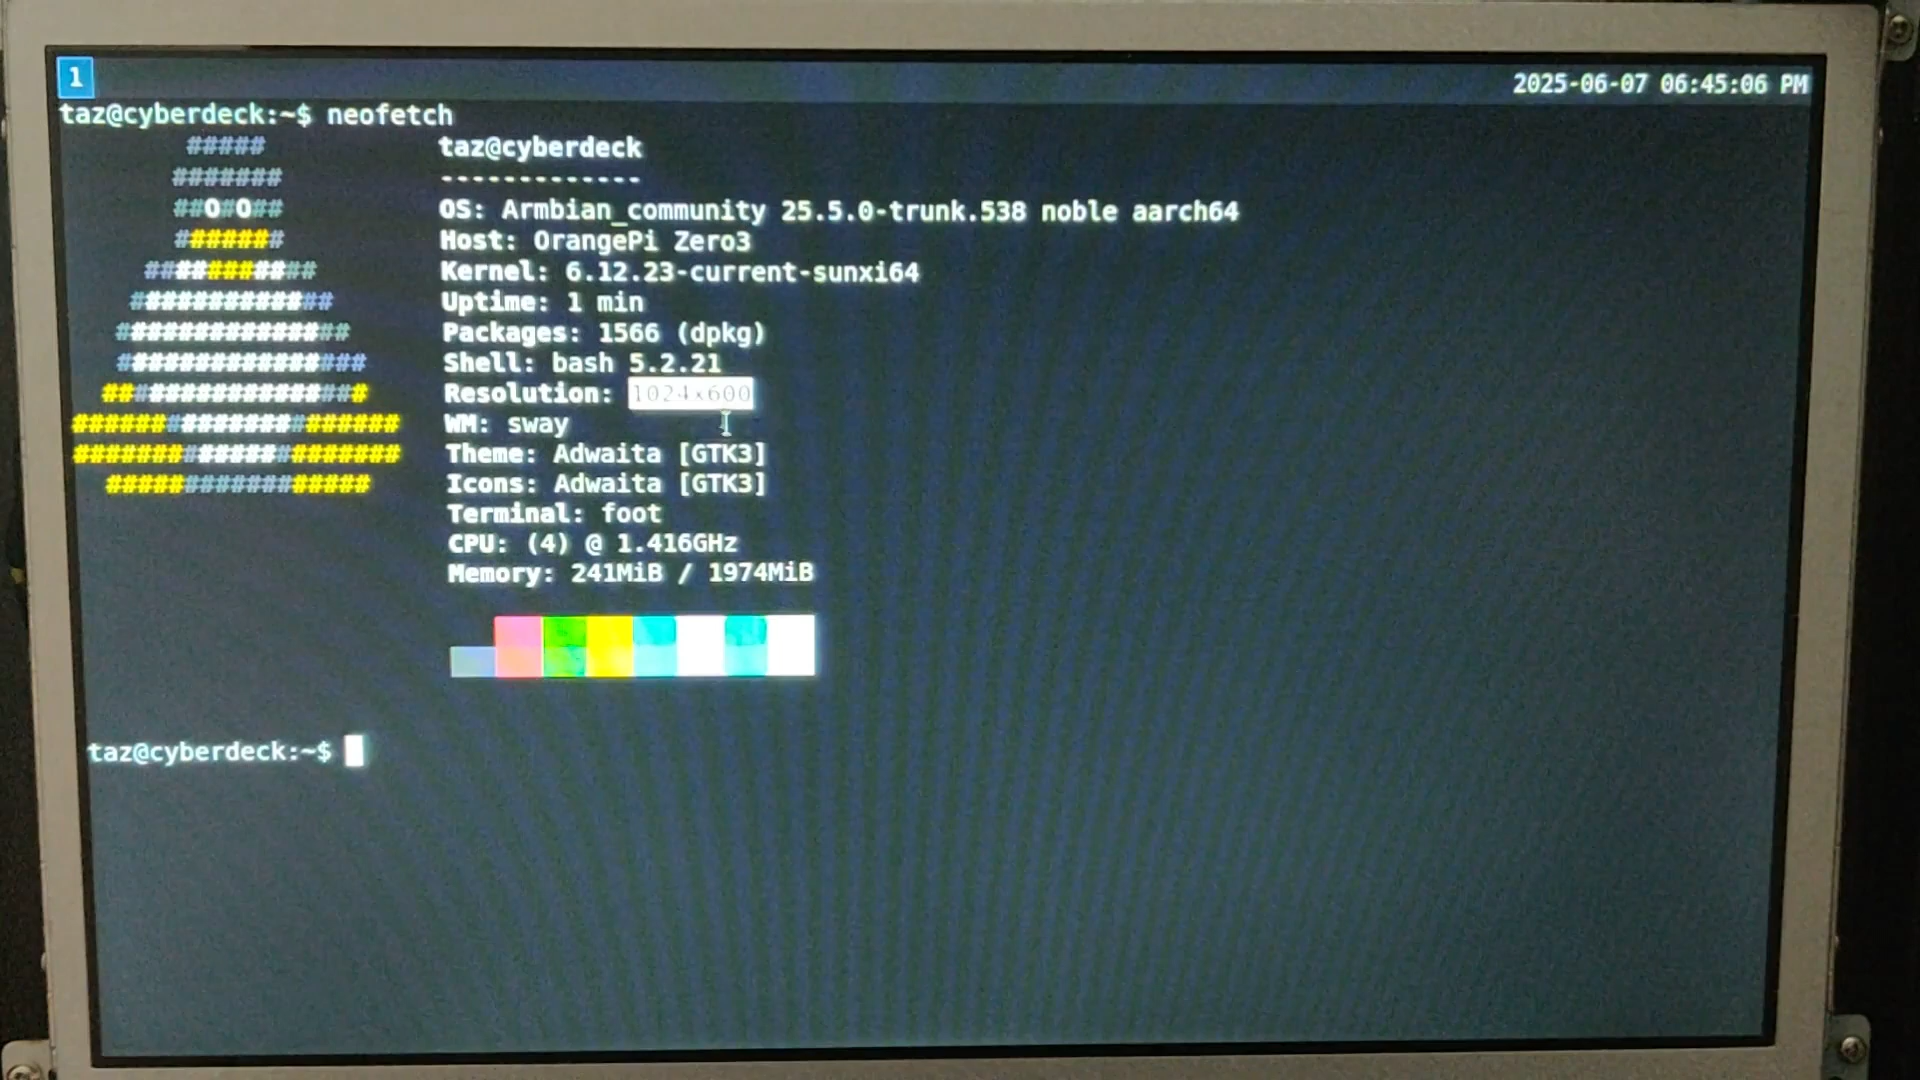 1
2025-06-07 06:45:06 PM
taz@cyberdeck:~$ neofetch
#####
#######
##O#O##
#######
###########
#############
###############
################
#################
#####################
#####################
#################
taz@cyberdeck
-------------
OS: Armbian_community 25.5.0-trunk.538 noble aarch64
Host: OrangePi Zero3
Kernel: 6.12.23-current-sunxi64
Uptime: 1 min
Packages: 1566 (dpkg)
Shell: bash 5.2.21
Resolution: 1024x600
WM: sway
Theme: Adwaita [GTK3]
Icons: Adwaita [GTK3]
Terminal: foot
CPU: (4) @ 1.416GHz
Memory: 241MiB / 1974MiB
taz@cyberdeck:~$